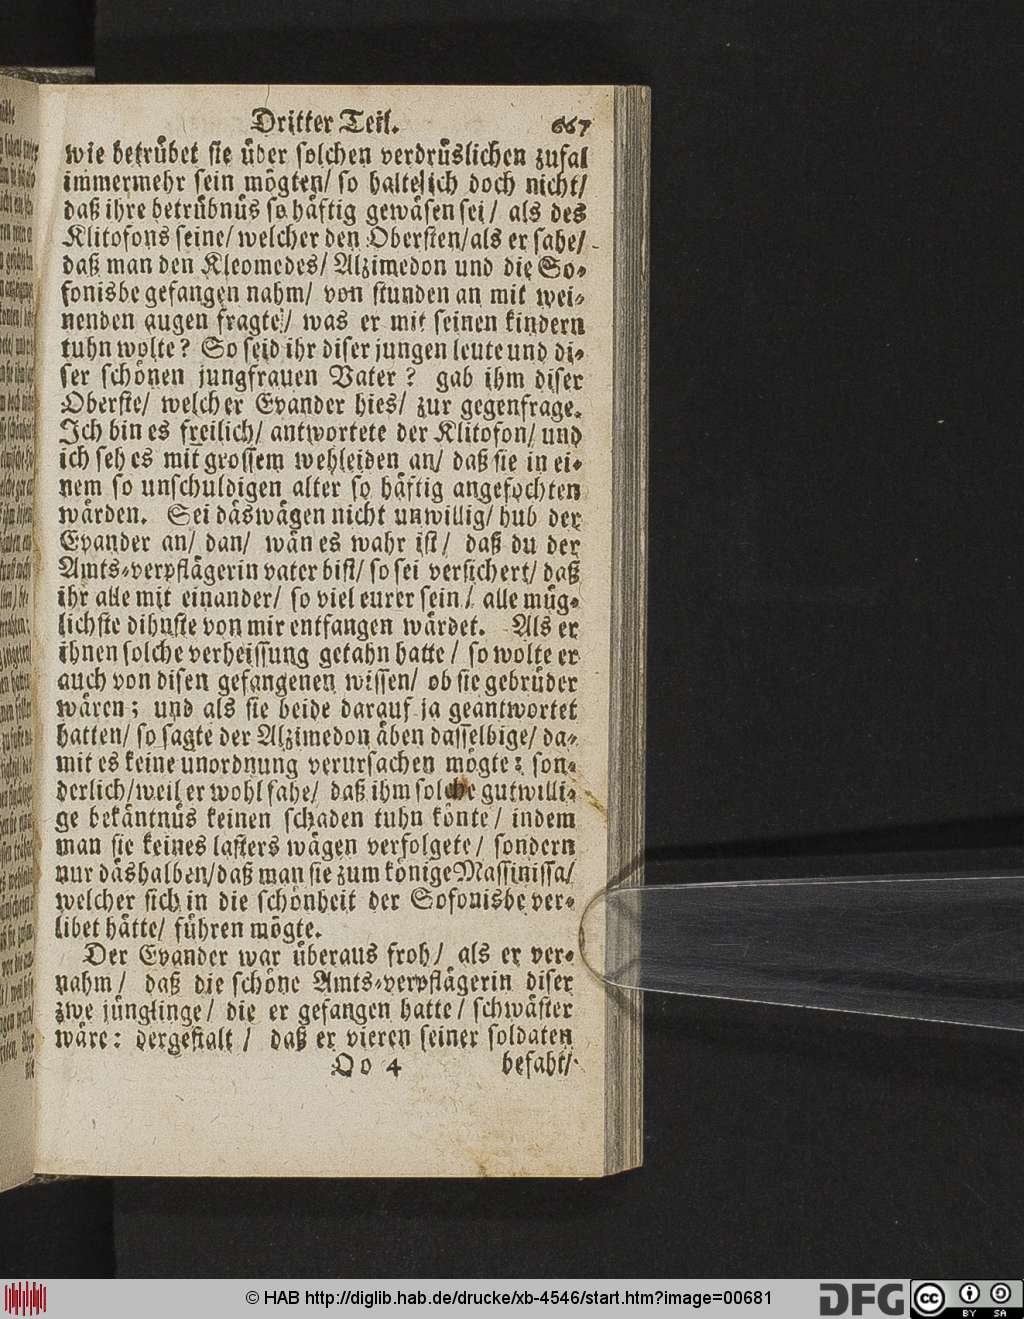 Dritter Teil. 667
wie betrübet sie über solchen verdrüslichen zufal
immermehr sein mögten/ so halte ich doch nicht/
daß ihre betrübnüs so häftig gewäsen sei/ als des
Klitofons seine/ welcher den Obersten/ als er sahe/
daß man den Kleomedes/ Alzimedon und die So-
fonisbe gefangen nahm/ von stunden an mit wei-
nenden augen fragte/ was er mit seinen kindern
tuhn wolte? So seid ihr diser jungen leute und di-
ser schönen jungfrauen Vater? gab ihm diser
Oberste/ welcher Evander hies/ zur gegenfrage.
Ich bin es freilich/ antwortete der Klitofon/ und
ich seh es mit grossem wehleiden an/ daß sie in ei-
nem so unschuldigen alter so häftig angefochten
wärden. Sei däswägen nicht unwillig/ hub der
Evander an/ dan/ wän es wahr ist/ daß du der
Amts-verpflägerin vater bist/ so sei versichert/ daß
ihr alle mit einander/ so viel eurer sein/ alle müg-
lichste dihnste von mir entfangen wärdet. Als er
ihnen solche verheissung getahn hatte/ so wolte er
auch von disen gefangenen wissen/ ob sie gebrüder
wären; und als sie beide darauf ja geantwortet
hatten/ so sagte der Alzimedon äben dasselbige/ da-
mit es keine unordnung verursachen mögte; son-
derlich/ weil er wohl sahe/ daß ihm solche gutwilli-
ge bekäntnüs keinen schaden tuhn könte/ indem
man sie keines lasters wägen verfolgete/ sondern
nur däshalben/ daß man sie zum könige Massinissa/
welcher sich in die schönheit der Sofonisbe ver-
libet hätte/ führen mögte.
Der Evander war überaus froh/ als er ver-
nahm/ daß die schöne Amts-verpflägerin diser
zwe jünglinge/ die er gefangen hatte/ schwäster
wäre: dergestalt/ daß er vieren seiner soldaten
Oo 4 befahl/
© HAB http://diglib.hab.de/drucke/xb-4546/start.htm?image=00681
DFG
cc BY SA